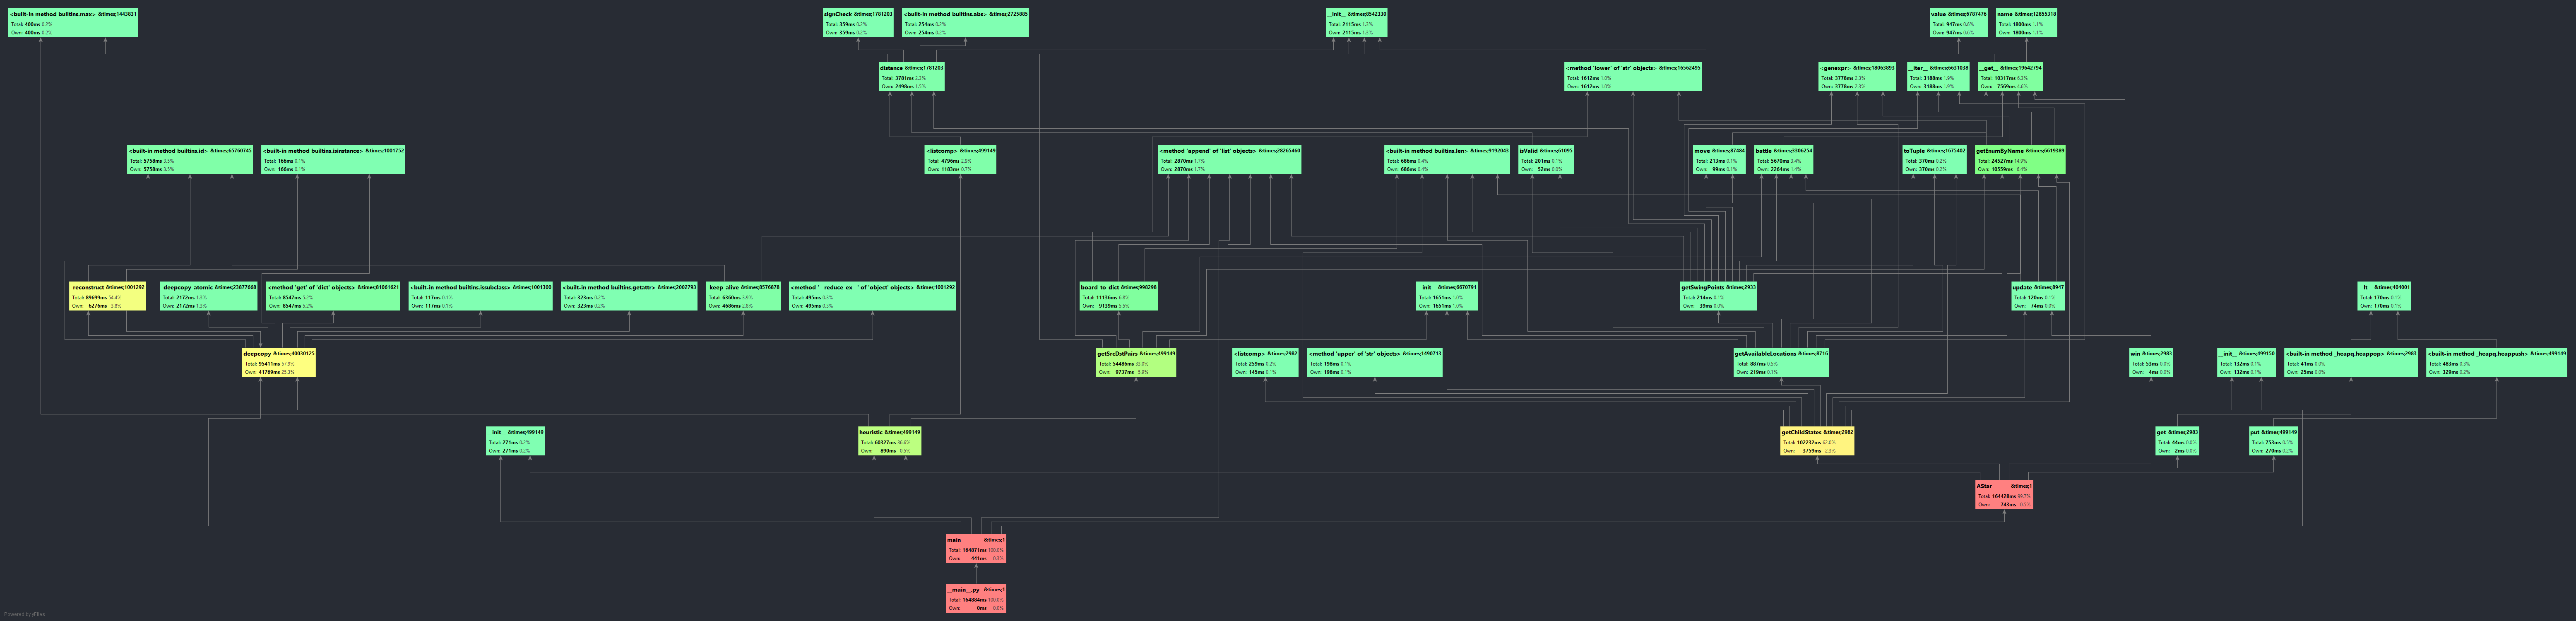 <built-in method builtins.max> &times;1443831
Total: 400ms 0.2%
Own: 400ms 0.2%
signCheck &times;1781203
Total: 359ms 0.2%
Own: 359ms 0.2%
<built-in method builtins.abs> &times;2725885
Total: 254ms 0.2%
Own: 254ms 0.2%
__init__ &times;8542330
Total: 2115ms 1.3%
Own: 2115ms 1.3%
value &times;6787476
Total: 947ms 0.6%
Own: 947ms 0.6%
name &times;12855318
Total: 1800ms 1.1%
Own: 1800ms 1.1%
distance &times;1781203
Total: 3781ms 2.3%
Own: 2498ms 1.5%
<method 'lower' of 'str' objects> &times;16562495
Total: 1612ms 1.0%
Own: 1612ms 1.0%
<genexpr> &times;18063893
Total: 3778ms 2.3%
Own: 3778ms 2.3%
__iter__ &times;6631038
Total: 3188ms 1.9%
Own: 3188ms 1.9%
__get__ &times;19642794
Total: 10317ms 6.3%
Own: 7569ms 4.6%
<built-in method builtins.id> &times;65760745
Total: 5758ms 3.5%
Own: 5758ms 3.5%
<built-in method builtins.isinstance> &times;1001752
Total: 166ms 0.1%
Own: 166ms 0.1%
<listcomp> &times;499149
Total: 4796ms 2.9%
Own: 1183ms 0.7%
<method 'append' of 'list' objects> &times;28265460
Total: 2870ms 1.7%
Own: 2870ms 1.7%
<built-in method builtins.len> &times;9192043
Total: 686ms 0.4%
Own: 686ms 0.4%
isValid &times;61095
Total: 201ms 0.1%
Own: 52ms 0.0%
move &times;87484
Total: 213ms 0.1%
Own: 99ms 0.1%
battle &times;3306254
Total: 5670ms 3.4%
Own: 2264ms 1.4%
toTuple &times;1675402
Total: 370ms 0.2%
Own: 370ms 0.2%
getEnumByName &times;6619389
Total: 24527ms 14.9%
Own: 10559ms 6.4%
_reconstruct &times;1001292
Total: 89699ms 54.4%
Own: 6276ms 3.8%
_deepcopy_atomic &times;23877668
Total: 2172ms 1.3%
Own: 2172ms 1.3%
<method 'get' of 'dict' objects> &times;81061621
Total: 8547ms 5.2%
Own: 8547ms 5.2%
<built-in method builtins.issubclass> &times;1001300
Total: 117ms 0.1%
Own: 117ms 0.1%
<built-in method builtins.getattr> &times;2002793
Total: 323ms 0.2%
Own: 323ms 0.2%
_keep_alive &times;8576878
Total: 6360ms 3.9%
Own: 4686ms 2.8%
<method '__reduce_ex__' of 'object' objects> &times;1001292
Total: 495ms 0.3%
Own: 495ms 0.3%
board_to_dict &times;998298
Total: 11136ms 6.8%
Own: 9139ms 5.5%
__init__ &times;6670791
Total: 1651ms 1.0%
Own: 1651ms 1.0%
getSwingPoints &times;2933
Total: 214ms 0.1%
Own: 39ms 0.0%
update &times;8947
Total: 120ms 0.1%
Own: 74ms 0.0%
__lt__ &times;404001
Total: 170ms 0.1%
Own: 170ms 0.1%
deepcopy &times;40030125
Total: 95411ms 57.9%
Own: 41769ms 25.3%
getSrcDstPairs &times;499149
Total: 54486ms 33.0%
Own: 9737ms 5.9%
<listcomp> &times;2982
Total: 259ms 0.2%
Own: 145ms 0.1%
<method 'upper' of 'str' objects> &times;1490713
Total: 198ms 0.1%
Own: 198ms 0.1%
getAvailableLocations &times;8716
Total: 887ms 0.5%
Own: 219ms 0.1%
win &times;2983
Total: 53ms 0.0%
Own: 4ms 0.0%
__init__ &times;499150
Total: 132ms 0.1%
Own: 132ms 0.1%
<built-in method _heapq.heappop> &times;2983
Total: 41ms 0.0%
Own: 25ms 0.0%
<built-in method _heapq.heappush> &times;499149
Total: 483ms 0.3%
Own: 329ms 0.2%
__init__ &times;499149
Total: 271ms 0.2%
Own: 271ms 0.2%
heuristic &times;499149
Total: 60327ms 36.6%
Own: 890ms 0.5%
getChildStates &times;2982
Total: 102232ms 62.0%
Own: 3759ms 2.3%
get &times;2983
Total: 44ms 0.0%
Own: 2ms 0.0%
put &times;499149
Total: 753ms 0.5%
Own: 270ms 0.2%
AStar &times;1
Total: 164428ms 99.7%
Own: 743ms 0.5%
main &times;1
Total: 164871ms 100.0%
Own: 441ms 0.3%
__main__.py &times;1
Total: 164884ms 100.0%
Own: 0ms 0.0%
Powered by yFiles